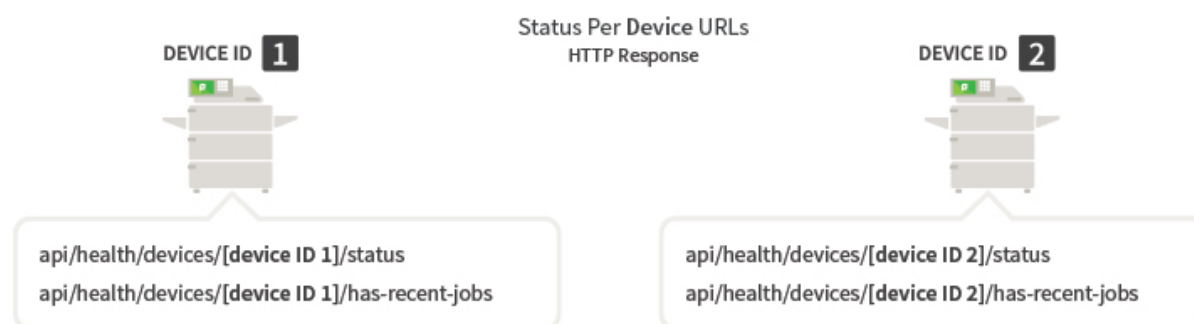 Status Per Device URLs
HTTP Response
DEVICE ID 1
DEVICE ID 2
api/health/devices/[device ID 1]/status
api/health/devices/[device ID 1]/has-recent-jobs
api/health/devices/[device ID 2]/status
api/health/devices/[device ID 2]/has-recent-jobs